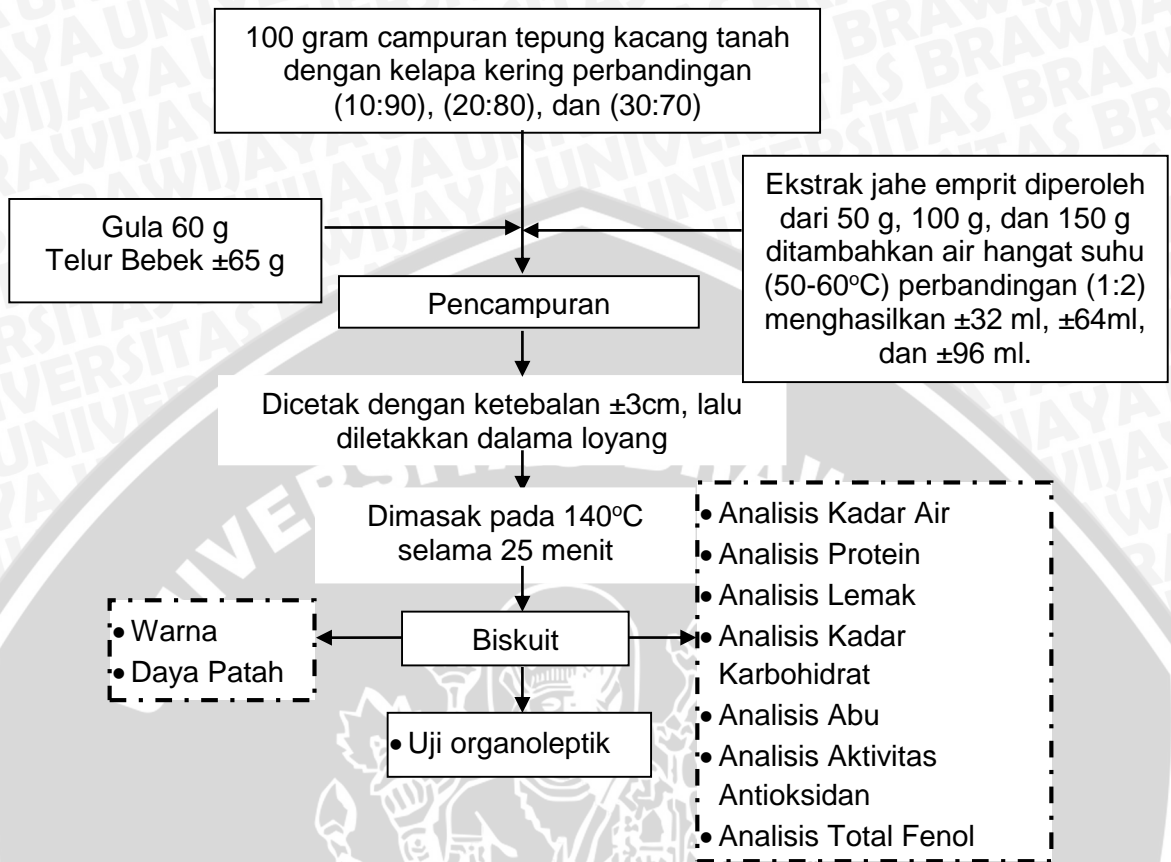 100 gram campuran tepung kacang tanah
dengan kelapa kering perbandingan
(10:90), (20:80), dan (30:70)
Gula 60 g
Telur Bebek ±65 g
Ekstrak jahe emprit diperoleh
dari 50 g, 100 g, dan 150 g
ditambahkan air hangat suhu
(50-60°C) perbandingan (1:2)
menghasilkan ±32 ml, ±64ml,
dan ±96 ml.
Pencampuran
Dicetak dengan ketebalan ±3cm, lalu
diletakkan dalama loyang
Dimasak pada 140°C
selama 25 menit
Biskuit
• Warna
• Daya Patah
• Uji organoleptik
• Analisis Kadar Air
• Analisis Protein
• Analisis Lemak
• Analisis Kadar
Karbohidrat
• Analisis Abu
• Analisis Aktivitas
Antioksidan
• Analisis Total Fenol